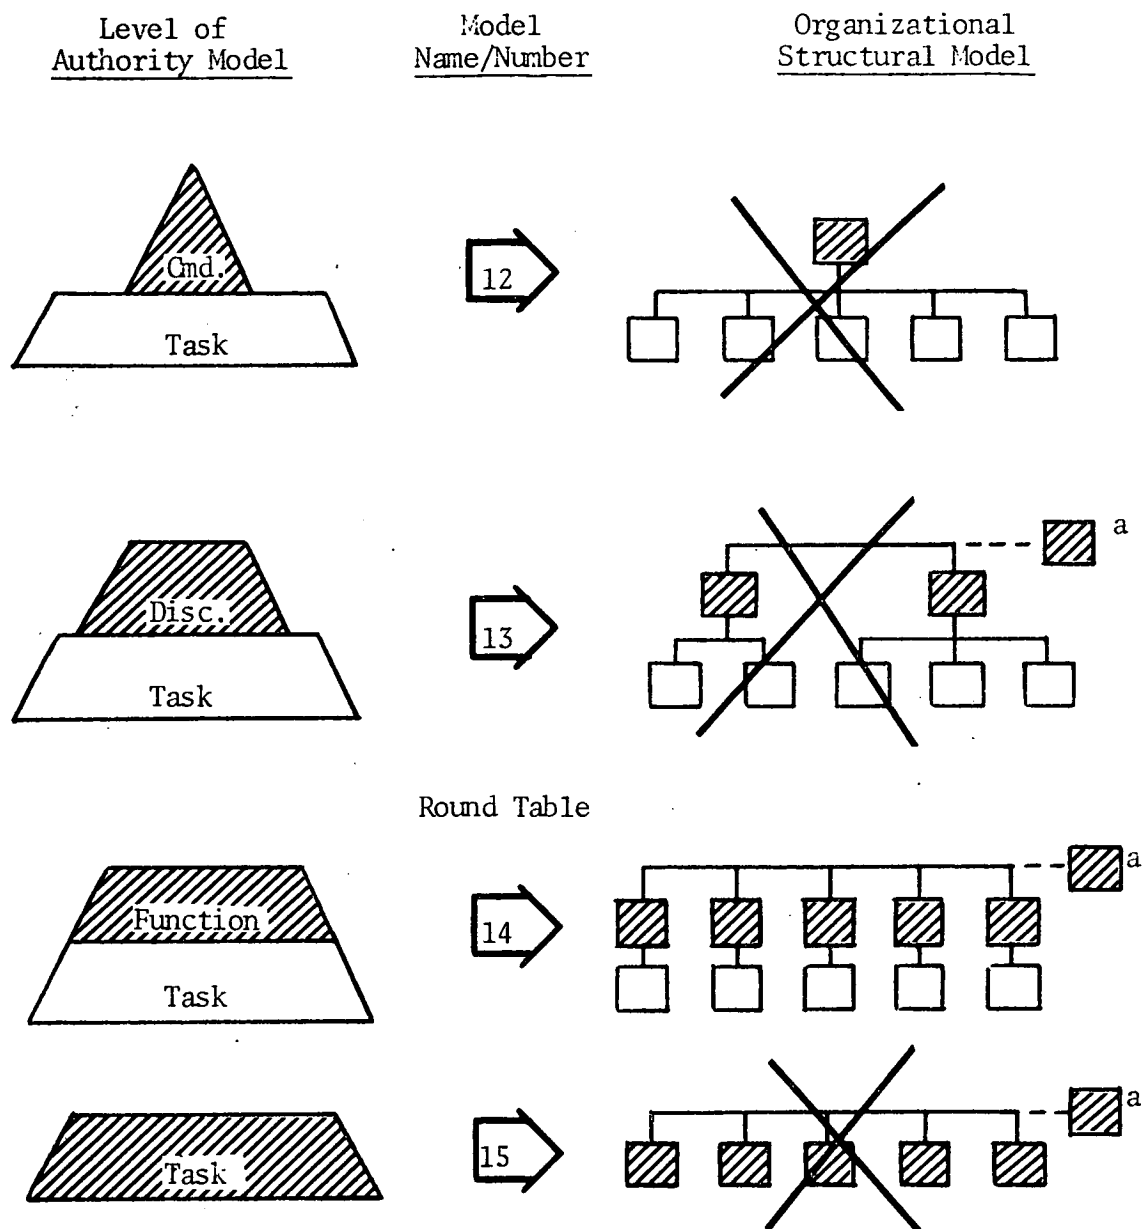 Level of
Authority Model
Model
Name/Number
Organizational
Structural Model
Cmd.
Task
12
Disc.
Task
13
a
Round Table
Function
Task
14
a
Task
15
a